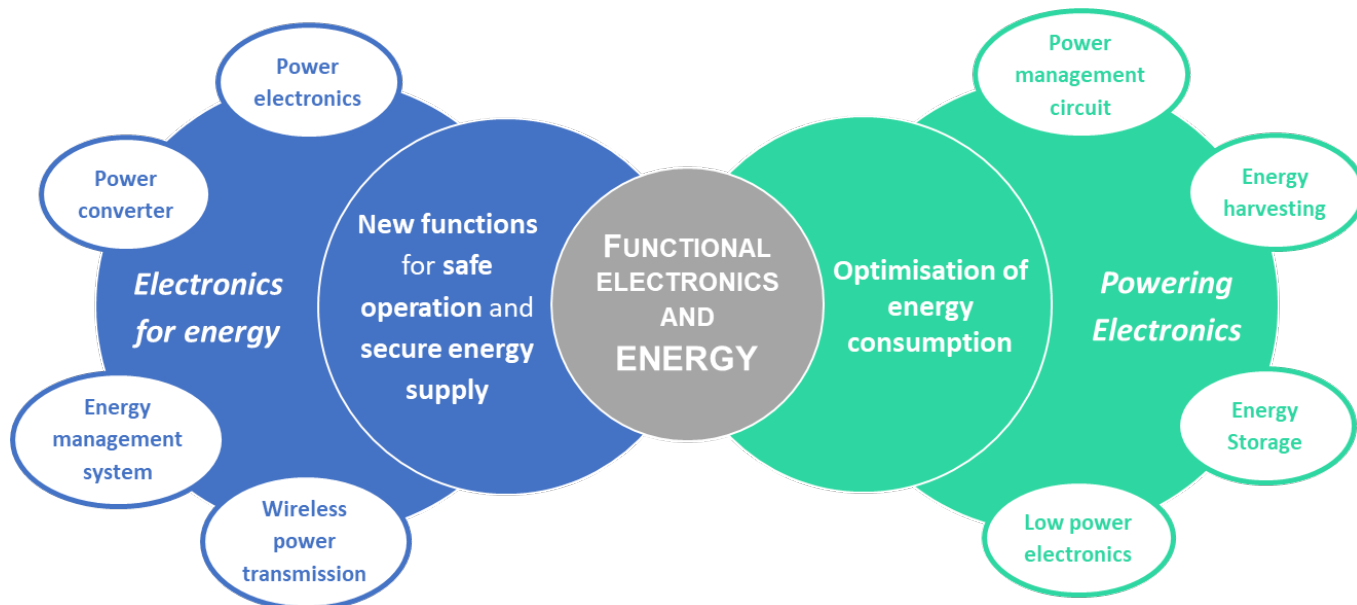 Power
electronics
Power
converter
Electronics
for energy
Energy
management
system
Wireless
power
transmission
New functions
for safe
operation and
secure energy
supply
FUNCTIONAL
ELECTRONICS
AND
ENERGY
Optimisation of
energy
consumption
Powering
Electronics
Power
management
circuit
Energy
harvesting
Energy
Storage
Low power
electronics